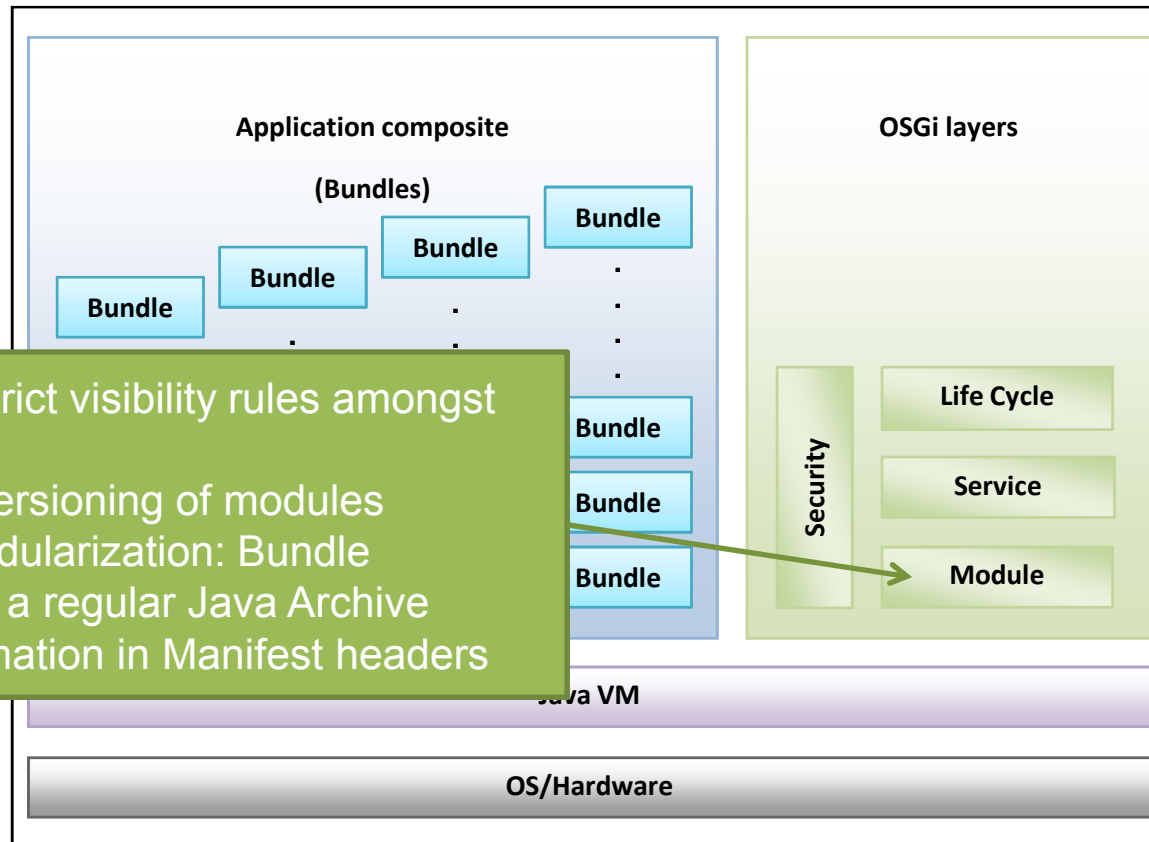 Application composite
(Bundles)
Bundle
Bundle
Bundle
Bundle
Bundle
Bundle
Bundle
rict visibility rules amongst
ersioning of modules
dularization: Bundle
a regular Java Archive
nation in Manifest headers
OSGi layers
Security
Life Cycle
Service
Module
Java VM
OS/Hardware